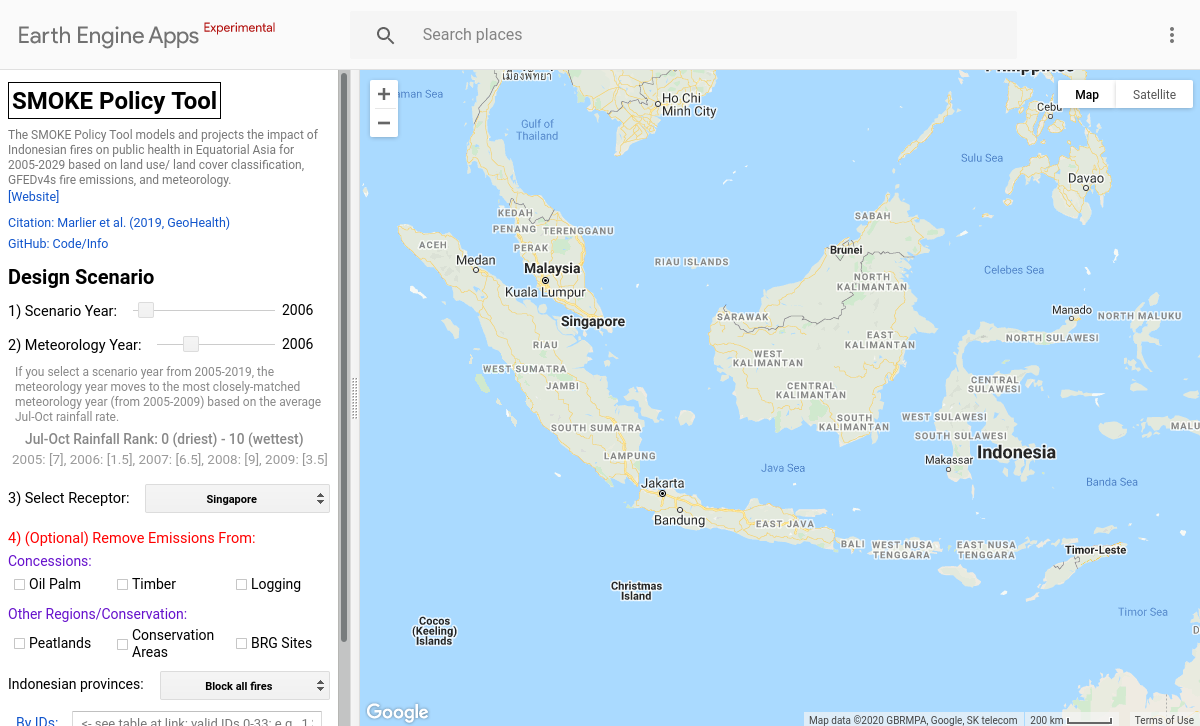 Earth Engine Apps Experimental
Search places
SMOKE Policy Tool
The SMOKE Policy Tool models and projects the impact of
Indonesian fires on public health in Equatorial Asia for
2005-2029 based on land use/ land cover classification,
GFEDv4s fire emissions, and meteorology.
[Website]
Citation: Marlier et al. (2019, GeoHealth)
GitHub: Code/Info
Design Scenario
1) Scenario Year: 2006
2) Meteorology Year: 2006
If you select a scenario year from 2005-2019, the
meteorology year moves to the most closely-matched
meteorology year (from 2005-2009) based on the average
Jul-Oct rainfall rate.
Jul-Oct Rainfall Rank: 0 (driest) - 10 (wettest)
2005: [7], 2006: [1.5], 2007: [6.5], 2008: [9], 2009: [3.5]
3) Select Receptor: Singapore
4) (Optional) Remove Emissions From:
Concessions:
Oil Palm Timber Logging
Other Regions/Conservation:
Peatlands Conservation Areas BRG Sites
Indonesian provinces: Block all fires
By IDs: <- see table at link; valid IDs 0-33; e.g., 1
+
−
Map Satellite
เมืองพัทยา
Philippines
aman Sea
Ho Chi
Minh City
Cebu
Gulf of
Thailand
Sulu Sea
Davao
KEDAH
PENANG
TERENGGANU
SABAH
ACEH
PERAK
Medan
Brunei
Malaysia
RIAU ISLANDS
Celebes Sea
NORTH
KALIMANTAN
Kuala Lumpur
Singapore
SARAWAK
Manado
NORTH MALUKU
RIAU
EAST
KALIMANTAN
NORTH SULAWESI
WEST
KALIMANTAN
WEST SUMATRA
JAMBI
CENTRAL
KALIMANTAN
CENTRAL
SULAWESI
SOUTH
KALIMANTAN
WEST SULAWESI
SOUTH SUMATRA
SOUTH SULAWESI
MALU
LAMPUNG
Makassar
Indonesia
Java Sea
Jakarta
Banda Sea
Bandung
EAST JAVA
BALI
WEST NUSA
TENGGARA
EAST NUSA
TENGGARA
Timor-Leste
Christmas
Island
Timor Sea
Cocos
(Keeling)
Islands
D
Google
Map data ©2020 GBRMPA, Google, SK telecom 200 km Terms of Use